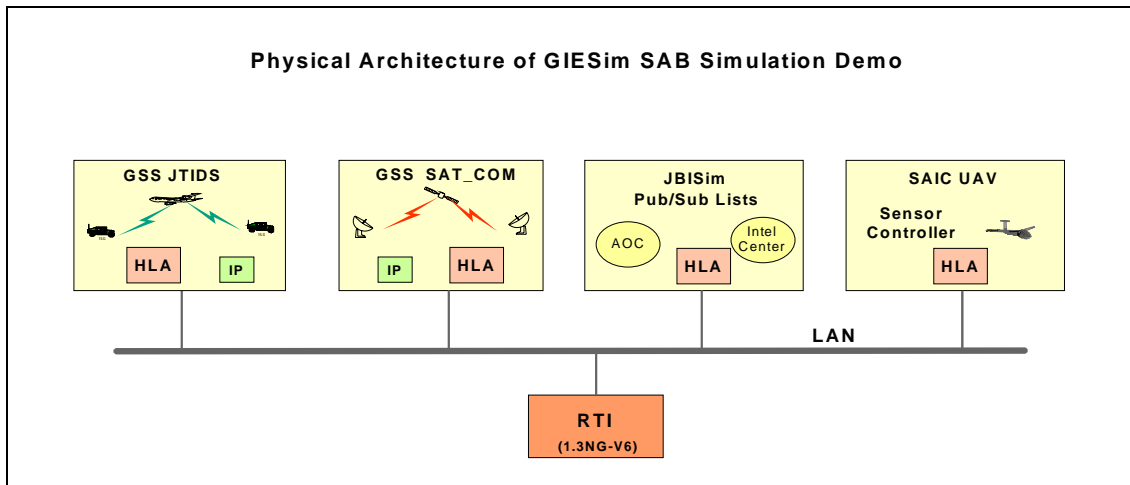 Physical Architecture of GIESim SAB Simulation Demo
GSS JTIDS
HLA
IP
GSS SAT_COM
IP
HLA
JBISim
Pub/Sub Lists
AOC
Intel
Center
HLA
SAIC UAV
Sensor
Controller
HLA
LAN
RTI
(1.3NG-V6)